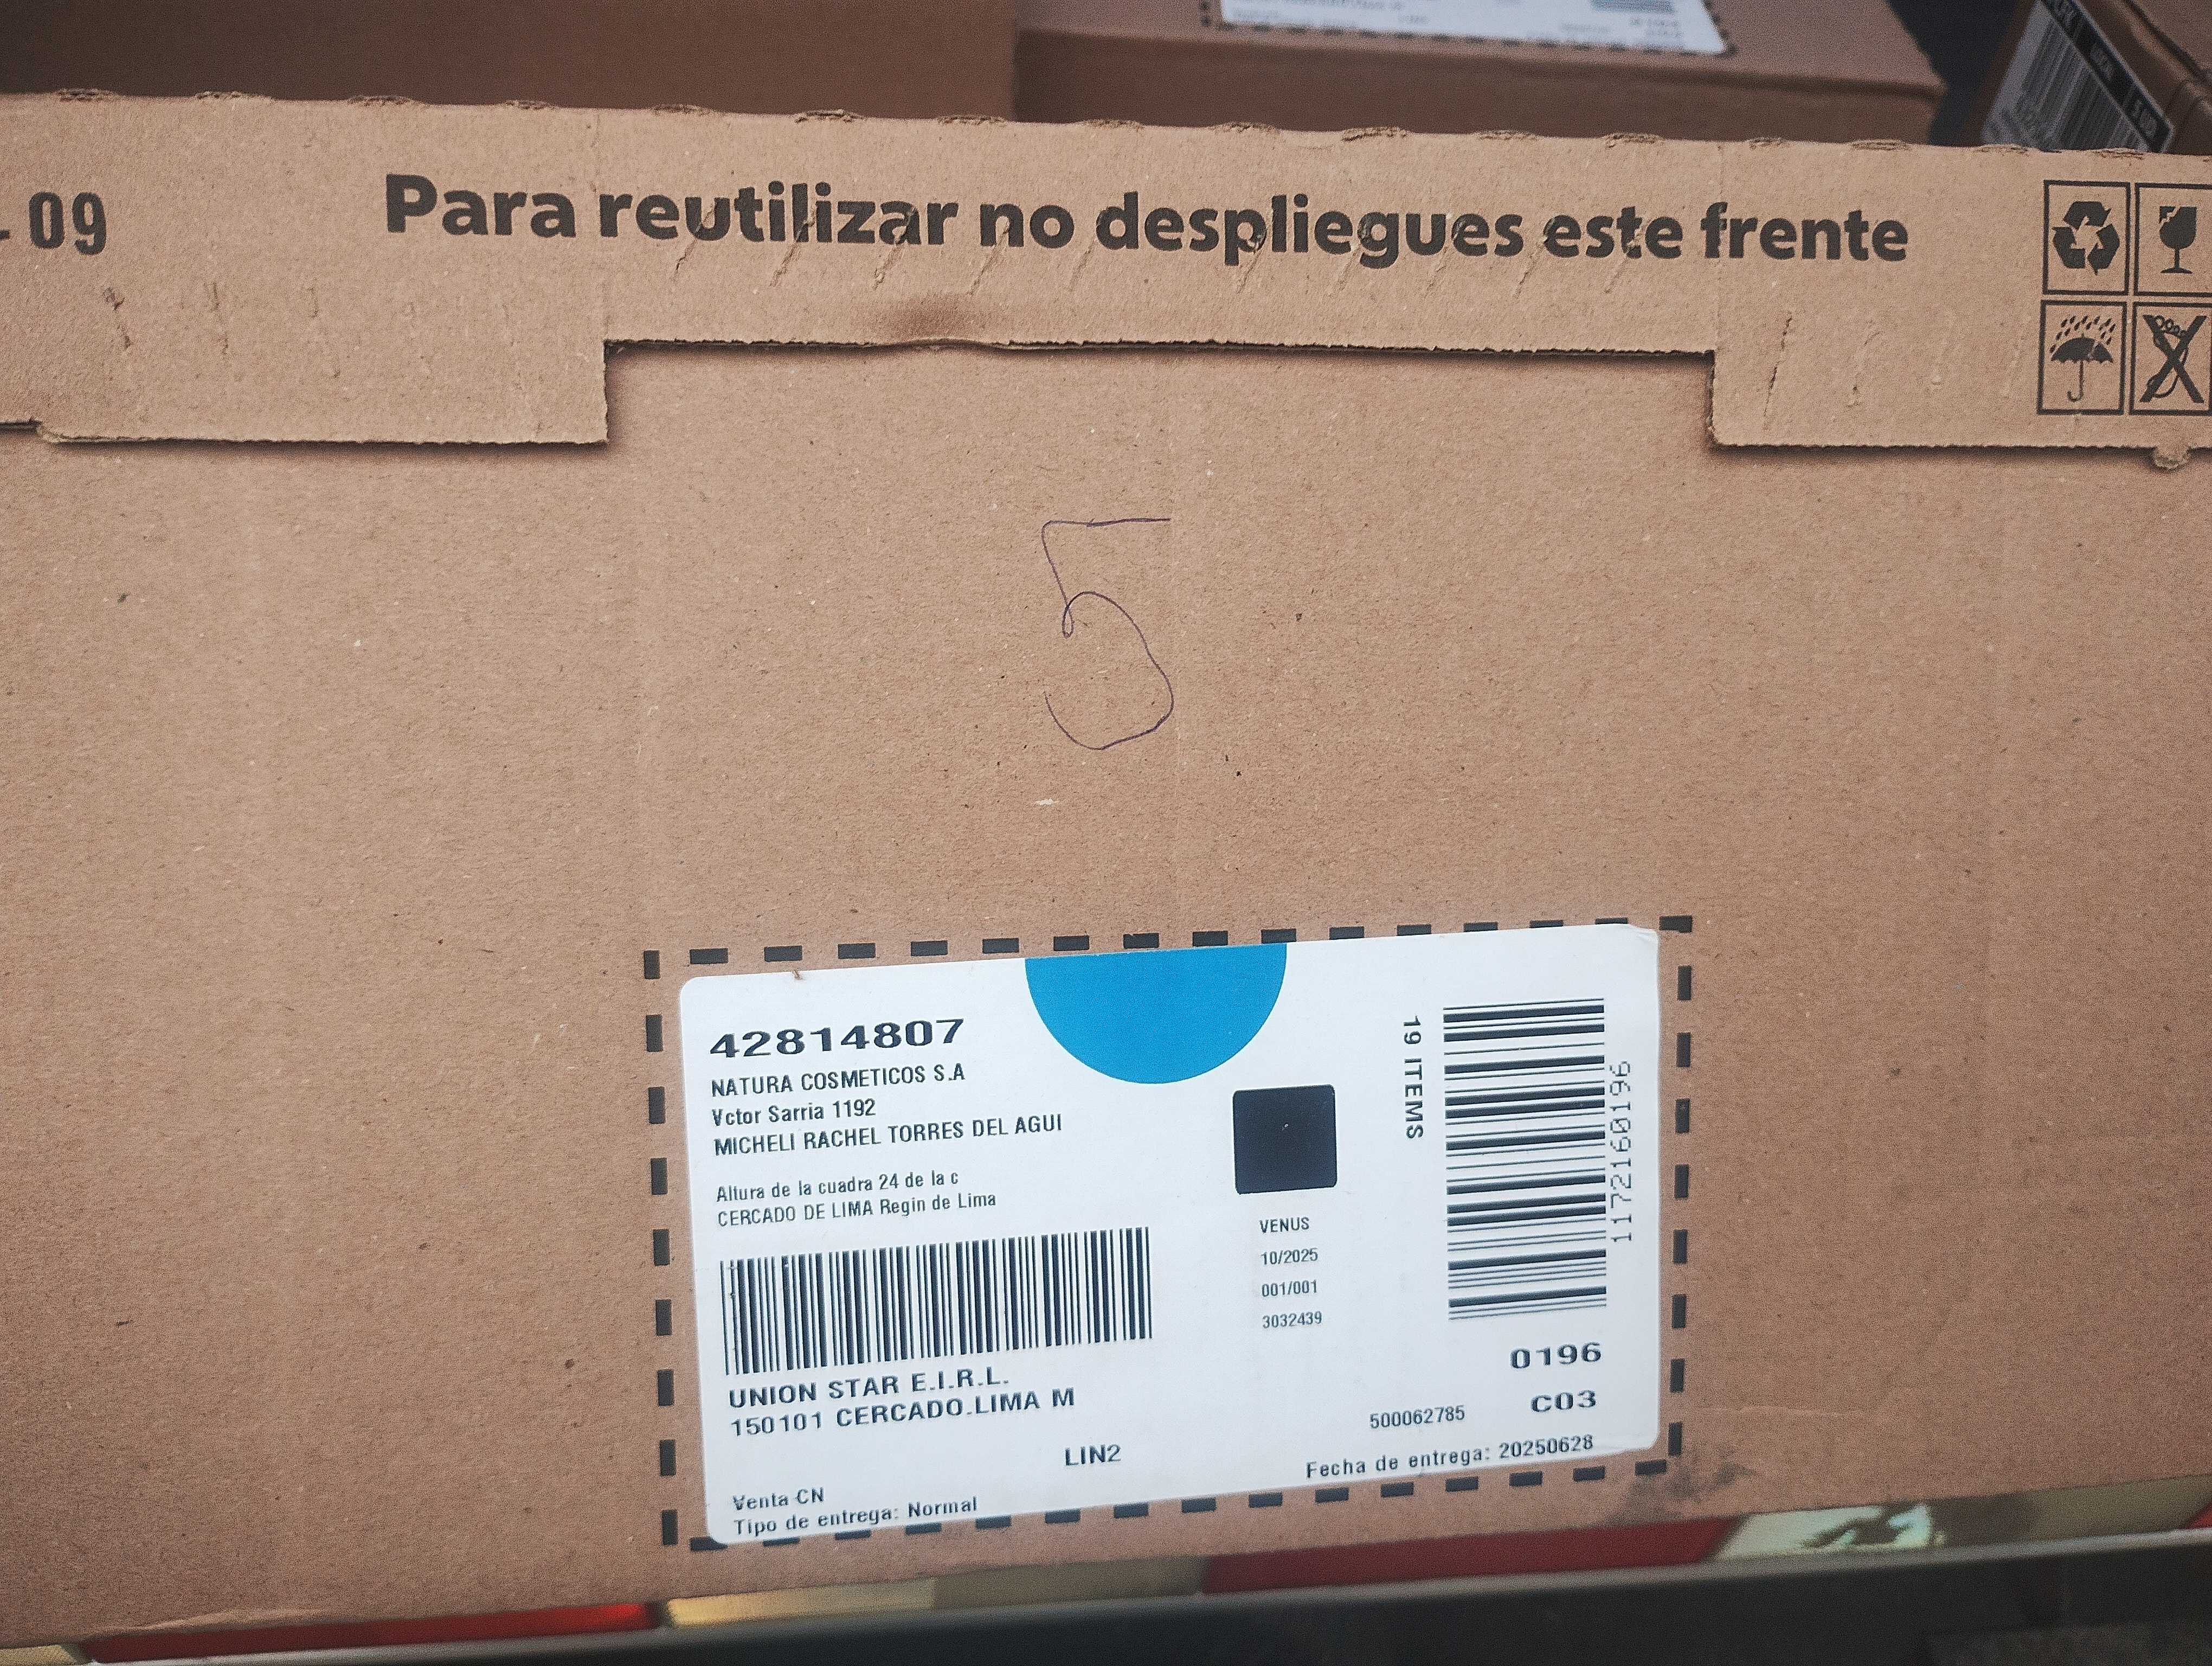 09
Para reutilizar no despliegues este frente
5
42814807
NATURA COSMETICOS S.A
Vctor Sarria 1192
MICHELI RACHEL TORRES DEL AGUI
Altura de la cuadra 24 de la c
CERCADO DE LIMA Regin de Lima
UNION STAR E.I.R.L.
150101 CERCADO.LIMA M
LIN2
Venta CN
Tipo de entrega: Normal
VENUS
10/2025
001/001
3032439
19 ITEMS
1172160196
0196
C03
500062785
Fecha de entrega: 20250628